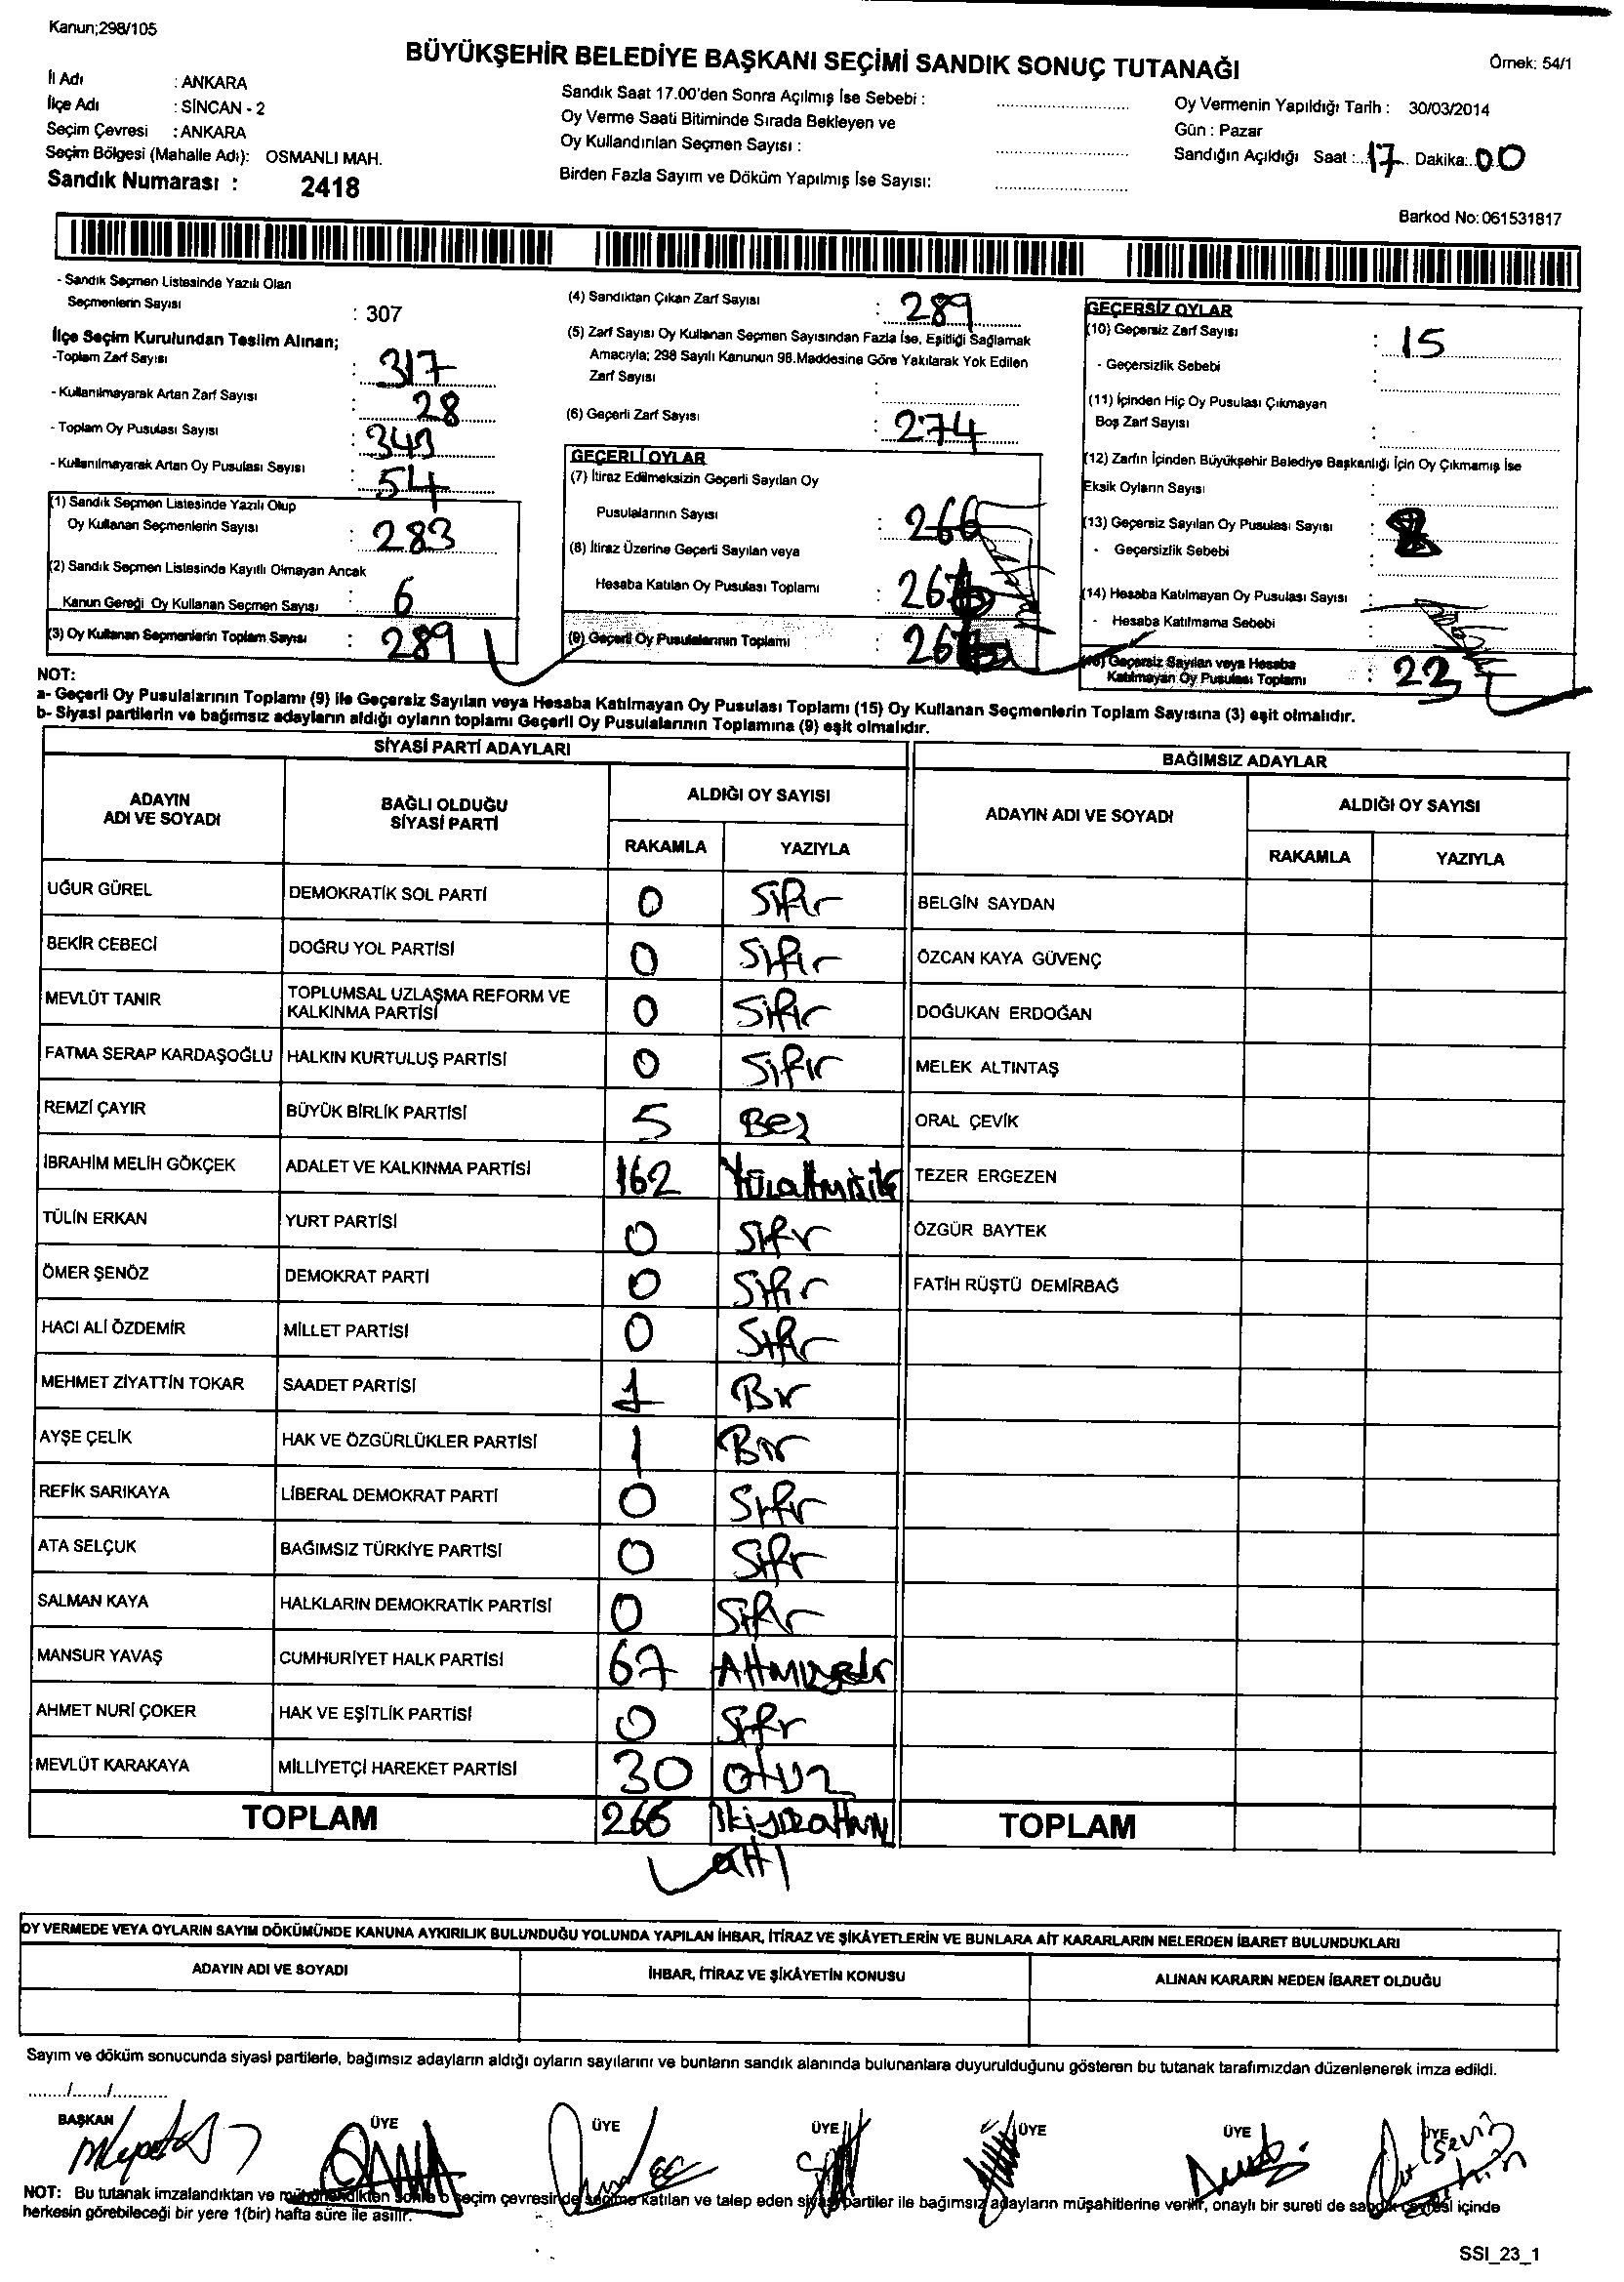 Kanun;298/105
BÜYÜKŞEHİR BELEDİYE BAŞKANI SEÇİMİ SANDIK SONUÇ TUTANAĞI
Örnek: 54/1
İl Adı : ANKARA
İlçe Adı : SİNCAN - 2
Seçim Çevresi : ANKARA
Seçim Bölgesi (Mahalle Adı): OSMANLI MAH.
Sandık Numarası : 2418
Sandık Saat 17.00'den Sonra Açılmış İse Sebebi :
Oy Verme Saati Bitiminde Sırada Bekleyen ve
Oy Kullandırılan Seçmen Sayısı :
Birden Fazla Sayım ve Döküm Yapılmış İse Sayısı:
Oy Vermenin Yapıldığı Tarih : 30/03/2014
Gün : Pazar
Sandığın Açıldığı Saat : 17 Dakika: 00
Barkod No: 061531817
- Sandık Seçmen Listesinde Yazılı Olan
Seçmenlerin Sayısı : 307
İlçe Seçim Kurulundan Teslim Alınan;
-Toplam Zarf Sayısı : 317
- Kullanılmayarak Artan Zarf Sayısı : 28
- Toplam Oy Pusulası Sayısı : 343
- Kullanılmayarak Artan Oy Pusulası Sayısı : 54
(1) Sandık Seçmen Listesinde Yazılı Olup
Oy Kullanan Seçmenlerin Sayısı : 283
(2) Sandık Seçmen Listesinde Kayıtlı Olmayan Ancak
Kanun Gereği Oy Kullanan Seçmen Sayısı : 6
(3) Oy Kullanan Seçmenlerin Toplam Sayısı : 289
(4) Sandıktan Çıkan Zarf Sayısı : 289
(5) Zarf Sayısı Oy Kullanan Seçmen Sayısından Fazla İse, Eşitliği Sağlamak
Amacıyla; 298 Sayılı Kanunun 98.Maddesine Göre Yakılarak Yok Edilen
Zarf Sayısı :
(6) Geçerli Zarf Sayısı : 274
GEÇERLİ OYLAR
(7) İtiraz Edilmeksizin Geçerli Sayılan Oy
Pusulalarının Sayısı : 266
(8) İtiraz Üzerine Geçerli Sayılan veya
Hesaba Katılan Oy Pusulası Toplamı :
(9) Geçerli Oy Pusulalarının Toplamı :
GEÇERSİZ OYLAR
(10) Geçersiz Zarf Sayısı : 15
- Geçersizlik Sebebi :
(11) İçinden Hiç Oy Pusulası Çıkmayan
Boş Zarf Sayısı :
(12) Zarfın İçinden Büyükşehir Belediye Başkanlığı İçin Oy Çıkmamış İse
Eksik Oyların Sayısı :
(13) Geçersiz Sayılan Oy Pusulası Sayısı :
- Geçersizlik Sebebi :
(14) Hesaba Katılmayan Oy Pusulası Sayısı :
- Hesaba Katılmama Sebebi :
(15) Geçersiz Sayılan veya Hesaba
Katılmayan Oy Pusulası Toplamı :
NOT:
a- Geçerli Oy Pusulalarının Toplamı (9) ile Geçersiz Sayılan veya Hesaba Katılmayan Oy Pusulası Toplamı (15) Oy Kullanan Seçmenlerin Toplam Sayısına (3) eşit olmalıdır.
b- Siyasi partilerin ve bağımsız adayların aldığı oyların toplamı Geçerli Oy Pusulalarının Toplamına (9) eşit olmalıdır.
SİYASİ PARTİ ADAYLARI
ADAYIN ADI VE SOYADI BAĞLI OLDUĞU SİYASİ PARTİ ALDIĞI OY SAYISI
RAKAMLA YAZIYLA
UĞUR GÜREL DEMOKRATİK SOL PARTİ 0 Sıfır
BEKİR CEBECİ DOĞRU YOL PARTİSİ 0 Sıfır
MEVLÜT TANIR TOPLUMSAL UZLAŞMA REFORM VE KALKINMA PARTİSİ 0 Sıfır
FATMA SERAP KARDAŞOĞLU HALKIN KURTULUŞ PARTİSİ 0 Sıfır
REMZİ ÇAYIR BÜYÜK BİRLİK PARTİSİ 5 Beş
İBRAHİM MELİH GÖKÇEK ADALET VE KALKINMA PARTİSİ 162
TÜLİN ERKAN YURT PARTİSİ 0 Sıfır
ÖMER ŞENÖZ DEMOKRAT PARTİ 0 Sıfır
HACI ALİ ÖZDEMİR MİLLET PARTİSİ 0 Sıfır
MEHMET ZİYATTİN TOKAR SAADET PARTİSİ 1 Bir
AYŞE ÇELİK HAK VE ÖZGÜRLÜKLER PARTİSİ 1 Bir
REFİK SARIKAYA LİBERAL DEMOKRAT PARTİ 0 Sıfır
ATA SELÇUK BAĞIMSIZ TÜRKİYE PARTİSİ 0 Sıfır
SALMAN KAYA HALKLARIN DEMOKRATİK PARTİSİ 0 Sıfır
MANSUR YAVAŞ CUMHURİYET HALK PARTİSİ 67
AHMET NURİ ÇOKER HAK VE EŞİTLİK PARTİSİ 0 Sıfır
MEVLÜT KARAKAYA MİLLİYETÇİ HAREKET PARTİSİ 30 otuz
TOPLAM 266
altı
BAĞIMSIZ ADAYLAR
ADAYIN ADI VE SOYADI ALDIĞI OY SAYISI
RAKAMLA YAZIYLA
BELGİN SAYDAN
ÖZCAN KAYA GÜVENÇ
DOĞUKAN ERDOĞAN
MELEK ALTINTAŞ
ORAL ÇEVİK
TEZER ERGEZEN
ÖZGÜR BAYTEK
FATİH RÜŞTÜ DEMİRBAĞ
TOPLAM
OY VERMEDE VEYA OYLARIN SAYIM DÖKÜMÜNDE KANUNA AYKIRILIK BULUNDUĞU YOLUNDA YAPILAN İHBAR, İTİRAZ VE ŞİKÂYETLERİN VE BUNLARA AİT KARARLARIN NELERDEN İBARET BULUNDUKLARI
ADAYIN ADI VE SOYADI İHBAR, İTİRAZ VE ŞİKÂYETİN KONUSU ALINAN KARARIN NEDEN İBARET OLDUĞU
Sayım ve döküm sonucunda siyasi partilerle, bağımsız adayların aldığı oyların sayılarını ve bunların sandık alanında bulunanlara duyurulduğunu gösteren bu tutanak tarafımızdan düzenlenerek imza edildi.
......../......./...........
BAŞKAN ÜYE ÜYE ÜYE ÜYE ÜYE ÜYE
NOT: Bu tutanak imzalandıktan ve mühürlendikten sonra o seçim çevresinde seçime katılan ve talep eden siyasi partiler ile bağımsız adayların müşahitlerine verilir, onaylı bir sureti de sandık çevresi içinde
herkesin görebileceği bir yere 1(bir) hafta süre ile asılır.
SSI_23_1